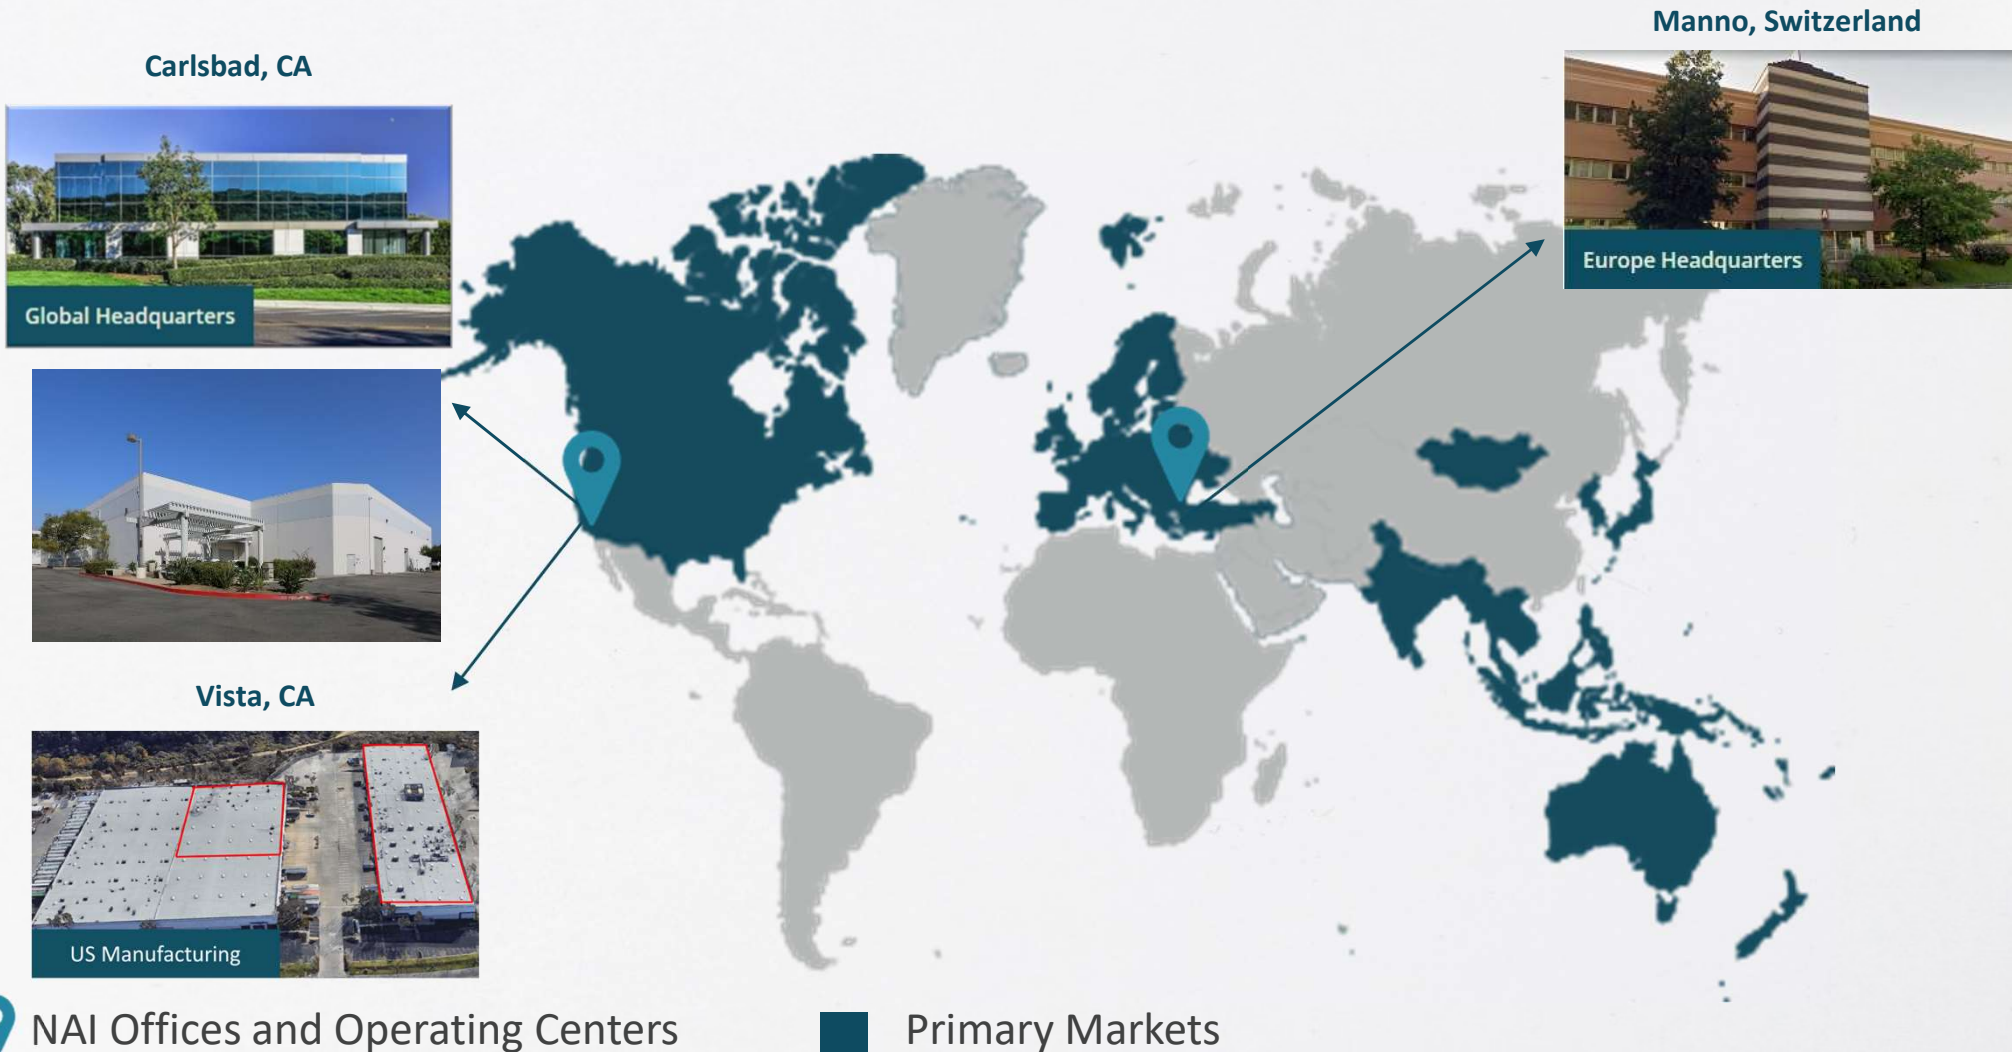 Manno, Switzerland
Carlsbad, CA
Europe Headquarters
Global Headquarters
Vista, CA
US Manufacturing
NAI Offices and Operating Centers
Primary Markets